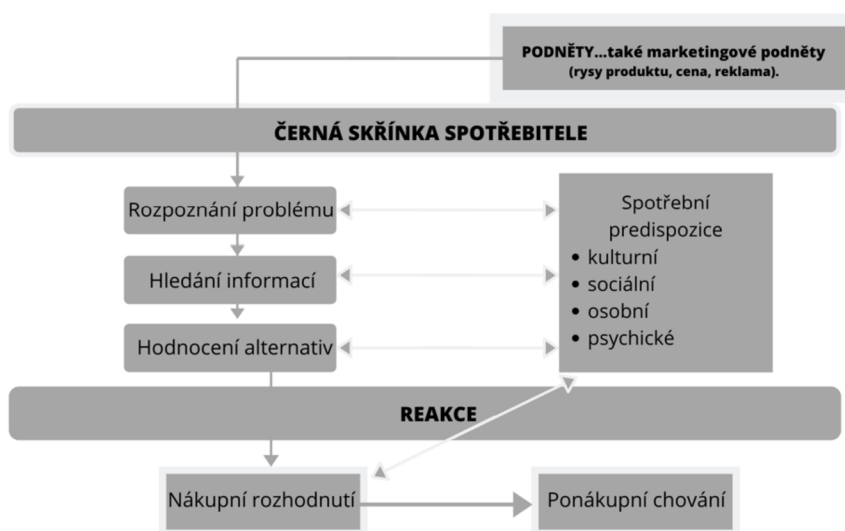 PODNĚTY...také marketingové podněty
(rysy produktu, cena, reklama).
ČERNÁ SKŘÍNKA SPOTŘEBITELE
Rozpoznání problému
Hledání informací
Hodnocení alternativ
Spotřební
predispozice
• kulturní
• sociální
• osobní
• psychické
REAKCE
Nákupní rozhodnutí
Ponákupní chování